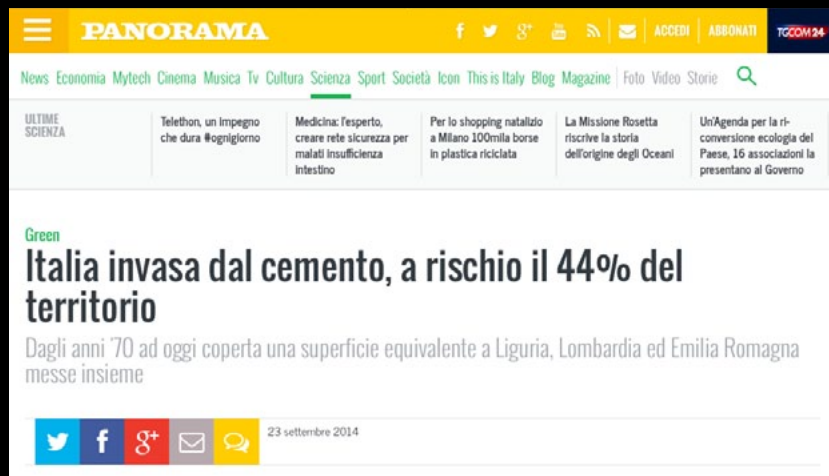 PANORAMA
ACCEDI
ABBONATI
TGCOM24
News Economia Mytech Cinema Musica Tv Cultura Scienza Sport Società Icon This is Italy Blog Magazine Foto Video Storie
ULTIME
SCIENZA
Telethon, un impegno
che dura #ognigiorno
Medicina: l'esperto,
creare rete sicurezza per
malati insufficienza
intestino
Per lo shopping natalizio
a Milano 100mila borse
in plastica riciclata
La Missione Rosetta
riscrive la storia
dell'origine degli Oceani
Un'Agenda per la ri-
conversione ecologia del
Paese, 16 associazioni la
presentano al Governo
Green
Italia invasa dal cemento, a rischio il 44% del
territorio
Dagli anni '70 ad oggi coperta una superficie equivalente a Liguria, Lombardia ed Emilia Romagna
messe insieme
23 settembre 2014